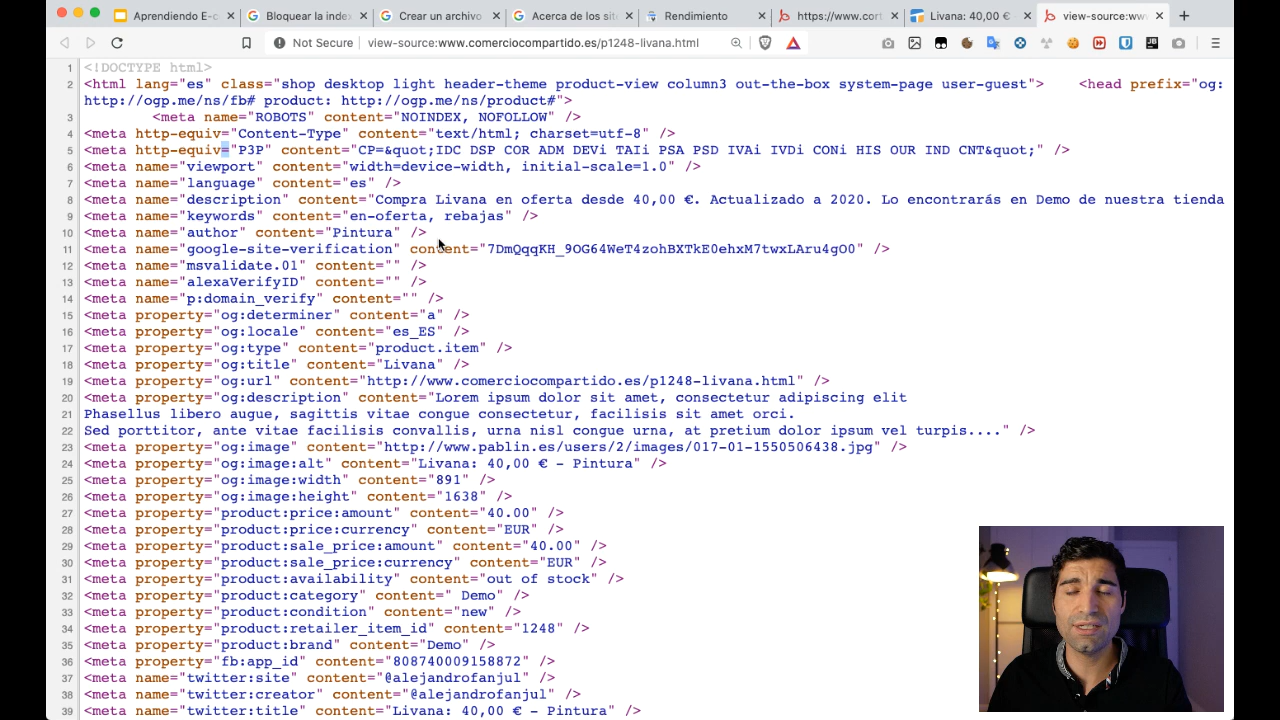 Aprendiendo E-c
Bloquear la index
Crear un archivo
Acerca de los sit
Rendimiento
https://www.cort
Livana: 40,00 €
view-source:ww
Not Secure view-source:www.comerciocompartido.es/p1248-livana.html
1 <!DOCTYPE html>
2 <html lang="es" class="shop desktop light header-theme product-view column3 out-the-box system-page user-guest"> <head prefix="og:
http://ogp.me/ns/fb# product: http://ogp.me/ns/product#">
3 <meta name="ROBOTS" content="NOINDEX, NOFOLLOW" />
4 <meta http-equiv="Content-Type" content="text/html; charset=utf-8" />
5 <meta http-equiv="P3P" content="CP=&quot;IDC DSP COR ADM DEVi TAIi PSA PSD IVAi IVDi CONi HIS OUR IND CNT&quot;" />
6 <meta name="viewport" content="width=device-width, initial-scale=1.0" />
7 <meta name="language" content="es" />
8 <meta name="description" content="Compra Livana en oferta desde 40,00 €. Actualizado a 2020. Lo encontrarás en Demo de nuestra tienda
9 <meta name="keywords" content="en-oferta, rebajas" />
10 <meta name="author" content="Pintura" />
11 <meta name="google-site-verification" content="7DmQqqKH_9OG64WeT4zohBXTkE0ehxM7twxLAru4gO0" />
12 <meta name="msvalidate.01" content="" />
13 <meta name="alexaVerifyID" content="" />
14 <meta name="p:domain_verify" content="" />
15 <meta property="og:determiner" content="a" />
16 <meta property="og:locale" content="es_ES" />
17 <meta property="og:type" content="product.item" />
18 <meta property="og:title" content="Livana" />
19 <meta property="og:url" content="http://www.comerciocompartido.es/p1248-livana.html" />
20 <meta property="og:description" content="Lorem ipsum dolor sit amet, consectetur adipiscing elit
21 Phasellus libero augue, sagittis vitae congue consectetur, facilisis sit amet orci.
22 Sed porttitor, ante vitae facilisis convallis, urna nisl congue urna, at pretium dolor ipsum vel turpis...." />
23 <meta property="og:image" content="http://www.pablin.es/users/2/images/017-01-1550506438.jpg" />
24 <meta property="og:image:alt" content="Livana: 40,00 € - Pintura" />
25 <meta property="og:image:width" content="891" />
26 <meta property="og:image:height" content="1638" />
27 <meta property="product:price:amount" content="40.00" />
28 <meta property="product:price:currency" content="EUR" />
29 <meta property="product:sale_price:amount" content="40.00" />
30 <meta property="product:sale_price:currency" content="EUR" />
31 <meta property="product:availability" content="out of stock" />
32 <meta property="product:category" content=" Demo" />
33 <meta property="product:condition" content="new" />
34 <meta property="product:retailer_item_id" content="1248" />
35 <meta property="product:brand" content="Demo" />
36 <meta property="fb:app_id" content="808740009158872" />
37 <meta name="twitter:site" content="@alejandrofanjul" />
38 <meta name="twitter:creator" content="@alejandrofanjul" />
39 <meta name="twitter:title" content="Livana: 40,00 € - Pintura" />